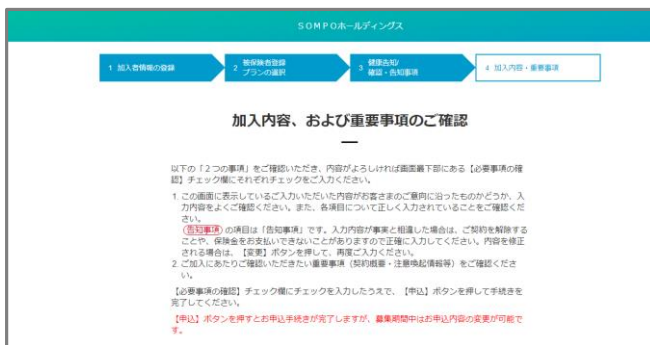 SOMPOホールディングス
1 加入者情報の登録
2 被保険者登録
プランの選択
3 健康告知/
確認・告知事項
4 加入内容・重要事項
加入内容、および重要事項のご確認
以下の「2つの事項」をご確認いただき、内容がよろしければ画面最下部にある【必要事項の確
認】チェック欄にそれぞれチェックをご入力ください。
1. この画面に表示しているご入力いただいた内容がお客さまのご意向に沿ったものかどうか、入
力内容をよくご確認ください。また、各項目について正しく入力されていることをご確認くだ
さい。
告知事項 の項目は「告知事項」です。入力内容が事実と相違した場合は、ご契約を解除する
ことや、保険金をお支払いできないことがありますので正確に入力してください。内容を修正
される場合は、【変更】ボタンを押して、再度ご入力ください。
2. ご加入にあたりご確認いただきたい重要事項（契約概要・注意喚起情報等）をご確認くださ
い。
【必要事項の確認】チェック欄にチェックを入力したうえで、【申込】ボタンを押して手続きを
完了してください。
【申込】ボタンを押すとお申込手続きが完了しますが、募集期間中はお申込内容の変更が可能で
す。